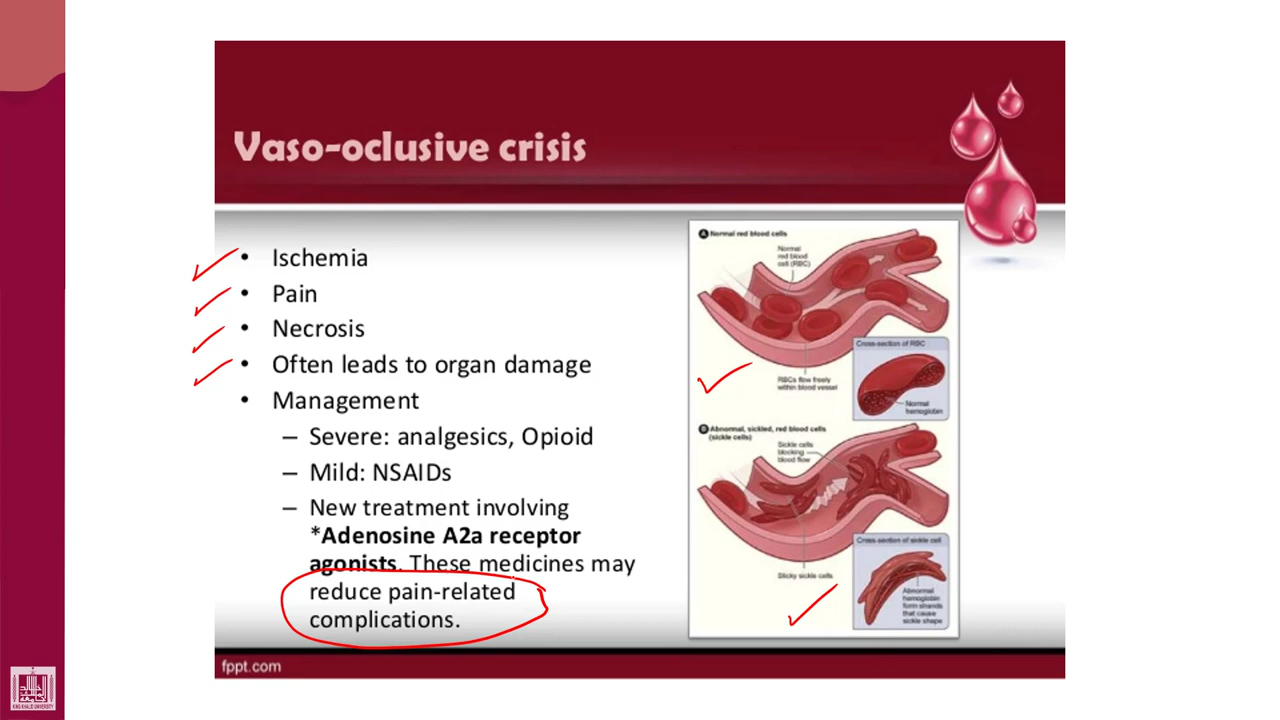 Vaso-oclusive crisis
• Ischemia
• Pain
• Necrosis
• Often leads to organ damage
• Management
– Severe: analgesics, Opioid
– Mild: NSAIDs
– New treatment involving
*Adenosine A2a receptor
agonists. These medicines may
reduce pain-related
complications.
A Normal red blood cells
Normal
red blood
cell (RBC)
Cross-section of RBC
RBCs flow freely
within blood vessel
Normal
hemoglobin
B Abnormal, sickled, red blood cells
(sickle cells)
Sickle cells
blocking
blood flow
Cross-section of sickle cell
Sticky sickle cells
Abnormal
hemoglobin
form strands
that cause
sickle shape
fppt.com
KING KHALID UNIVERSITY